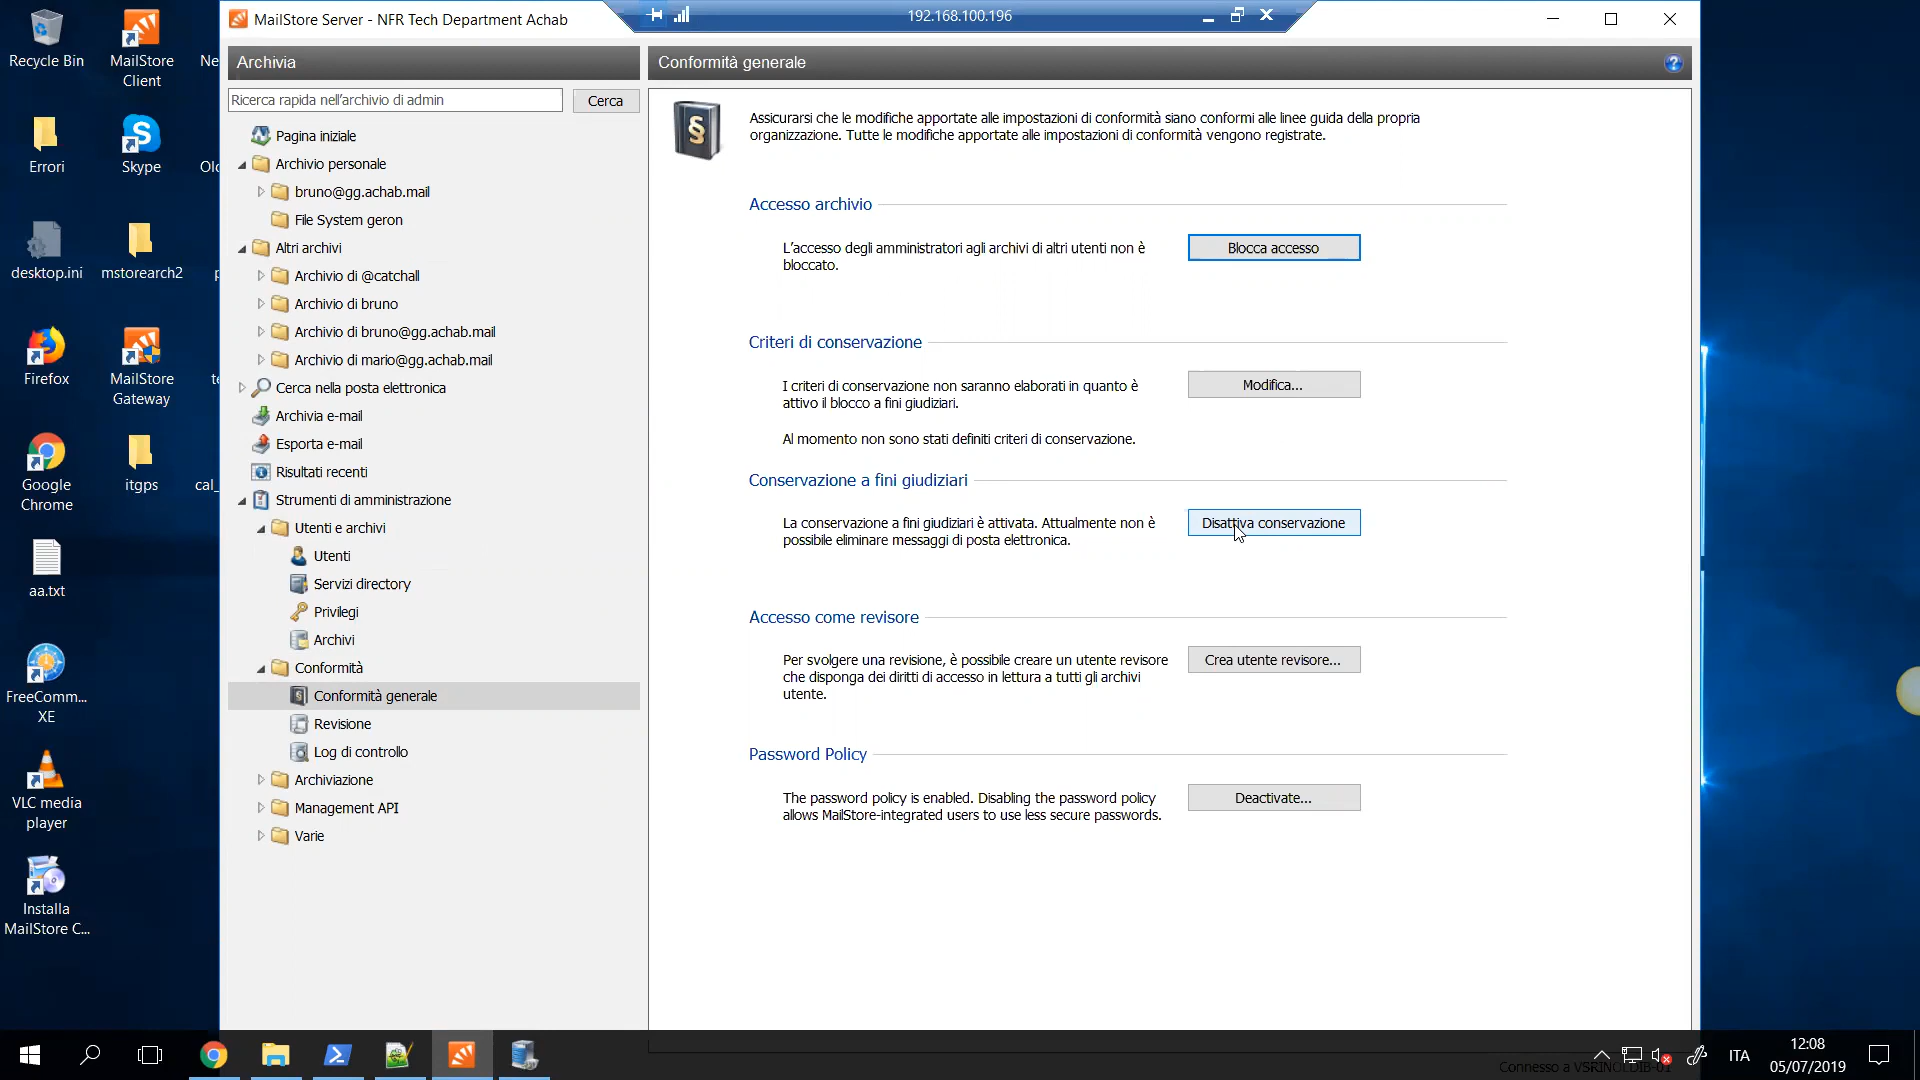 MailStore Server - NFR Tech Department Achab
192.168.100.196
Recycle Bin
MailStore
Client
Ne
Errori
Skype
desktop.ini
mstorearch2
Firefox
MailStore
Gateway
Google
Chrome
itgps
cal_
aa.txt
FreeComm...
XE
VLC media
player
Installa
MailStore C...
Archivia
Ricerca rapida nell'archivio di admin
Cerca
Pagina iniziale
Archivio personale
bruno@gg.achab.mail
File System geron
Altri archivi
Archivio di @catchall
Archivio di bruno
Archivio di bruno@gg.achab.mail
Archivio di mario@gg.achab.mail
Cerca nella posta elettronica
Archivia e-mail
Esporta e-mail
Risultati recenti
Strumenti di amministrazione
Utenti e archivi
Utenti
Servizi directory
Privilegi
Archivi
Conformità
Conformità generale
Revisione
Log di controllo
Archiviazione
Management API
Varie
Conformità generale
Assicurarsi che le modifiche apportate alle impostazioni di conformità siano conformi alle linee guida della propria
organizzazione. Tutte le modifiche apportate alle impostazioni di conformità vengono registrate.
Accesso archivio
L'accesso degli amministratori agli archivi di altri utenti non è
bloccato.
Blocca accesso
Criteri di conservazione
I criteri di conservazione non saranno elaborati in quanto è
attivo il blocco a fini giudiziari.
Modifica...
Al momento non sono stati definiti criteri di conservazione.
Conservazione a fini giudiziari
La conservazione a fini giudiziari è attivata. Attualmente non è
possibile eliminare messaggi di posta elettronica.
Disattiva conservazione
Accesso come revisore
Per svolgere una revisione, è possibile creare un utente revisore
che disponga dei diritti di accesso in lettura a tutti gli archivi
utente.
Crea utente revisore...
Password Policy
The password policy is enabled. Disabling the password policy
allows MailStore-integrated users to use less secure passwords.
Deactivate...
Connesso a
ITA
12:08
05/07/2019